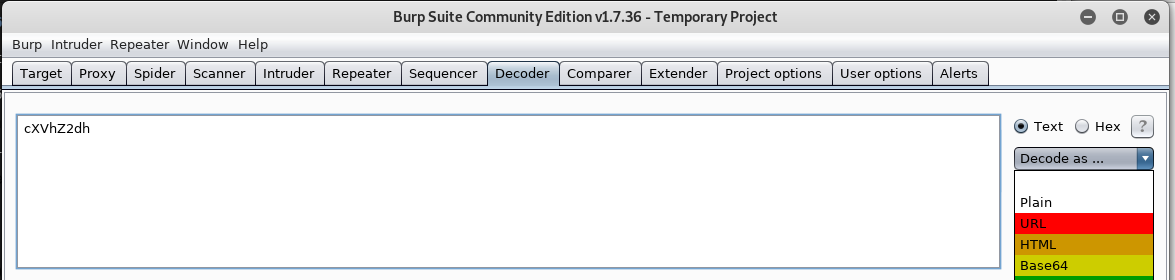 Burp Suite Community Edition v1.7.36 - Temporary Project
Burp Intruder Repeater Window Help
Target Proxy Spider Scanner Intruder Repeater Sequencer Decoder Comparer Extender Project options User options Alerts
cXVhZ2dh
Text Hex ?
Decode as ...
Plain
URL
HTML
Base64